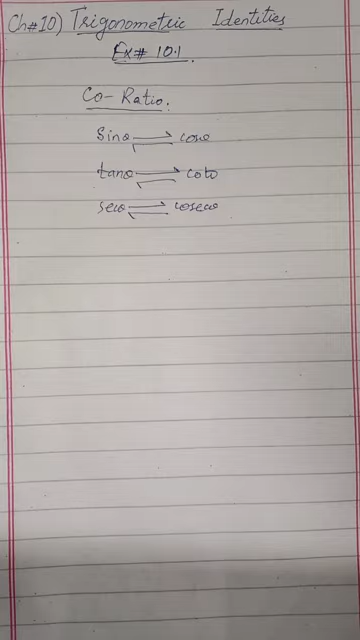 Ch#10) Trigonometric Identities
Ex# 10.1.
Co-Ratio.
Sinθ ⇌ cosθ
tanθ ⇌ cotθ
secθ ⇌ cosecθ